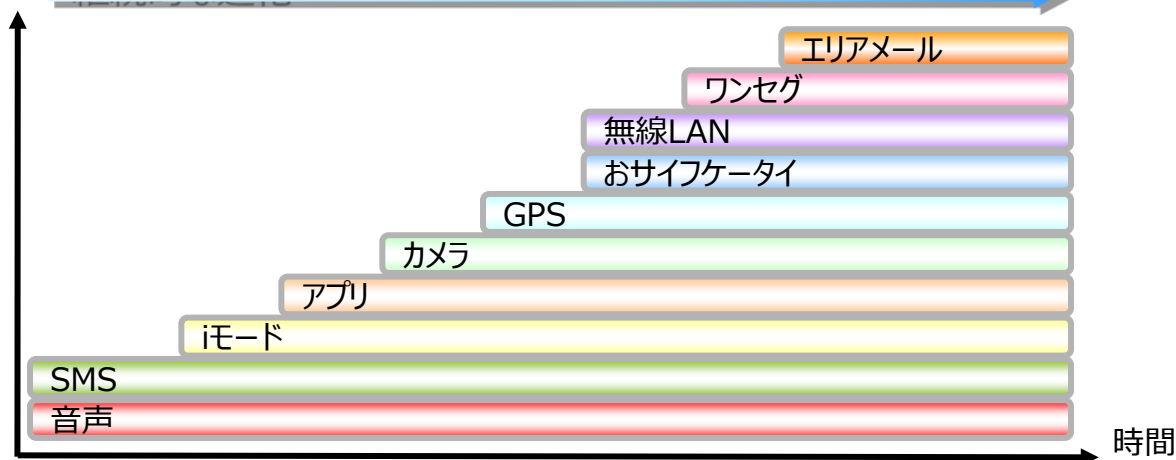 エリアメール
ワンセグ
無線LAN
おサイフケータイ
GPS
カメラ
アプリ
iモード
SMS
音声
時間